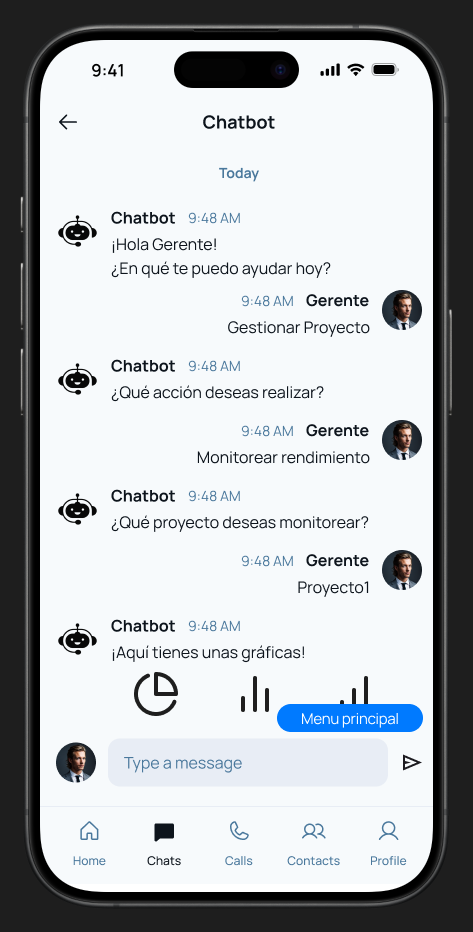 9:41
Chatbot
Today
Chatbot 9:48 AM
¡Hola Gerente!
¿En qué te puedo ayudar hoy?
9:48 AM Gerente
Gestionar Proyecto
Chatbot 9:48 AM
¿Qué acción deseas realizar?
9:48 AM Gerente
Monitorear rendimiento
Chatbot 9:48 AM
¿Qué proyecto deseas monitorear?
9:48 AM Gerente
Proyecto1
Chatbot 9:48 AM
¡Aquí tienes unas gráficas!
Menu principal
Type a message
Home Chats Calls Contacts Profile